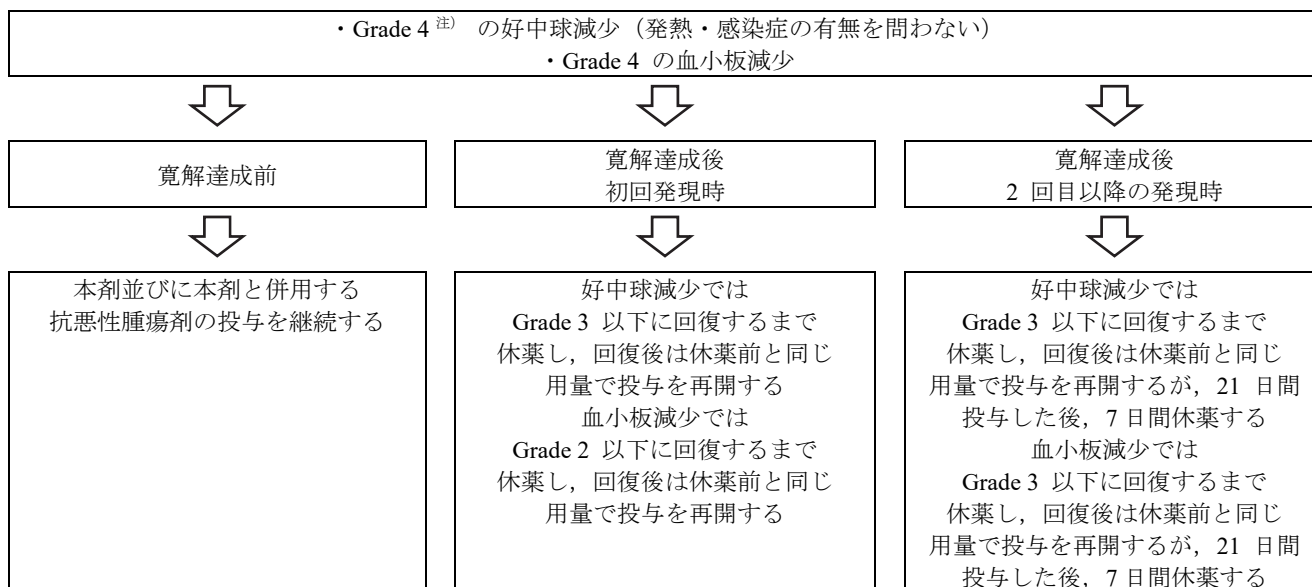 ・Grade 4 注） の好中球減少（発熱・感染症の有無を問わない）
・Grade 4 の血小板減少
寛解達成前
寛解達成後
初回発現時
寛解達成後
2 回目以降の発現時
本剤並びに本剤と併用する
抗悪性腫瘍剤の投与を継続する
好中球減少では
Grade 3 以下に回復するまで
休薬し，回復後は休薬前と同じ
用量で投与を再開する
血小板減少では
Grade 2 以下に回復するまで
休薬し，回復後は休薬前と同じ
用量で投与を再開する
好中球減少では
Grade 3 以下に回復するまで
休薬し，回復後は休薬前と同じ
用量で投与を再開するが，21 日間
投与した後，7 日間休薬する
血小板減少では
Grade 3 以下に回復するまで
休薬し，回復後は休薬前と同じ
用量で投与を再開するが，21 日間
投与した後，7 日間休薬する